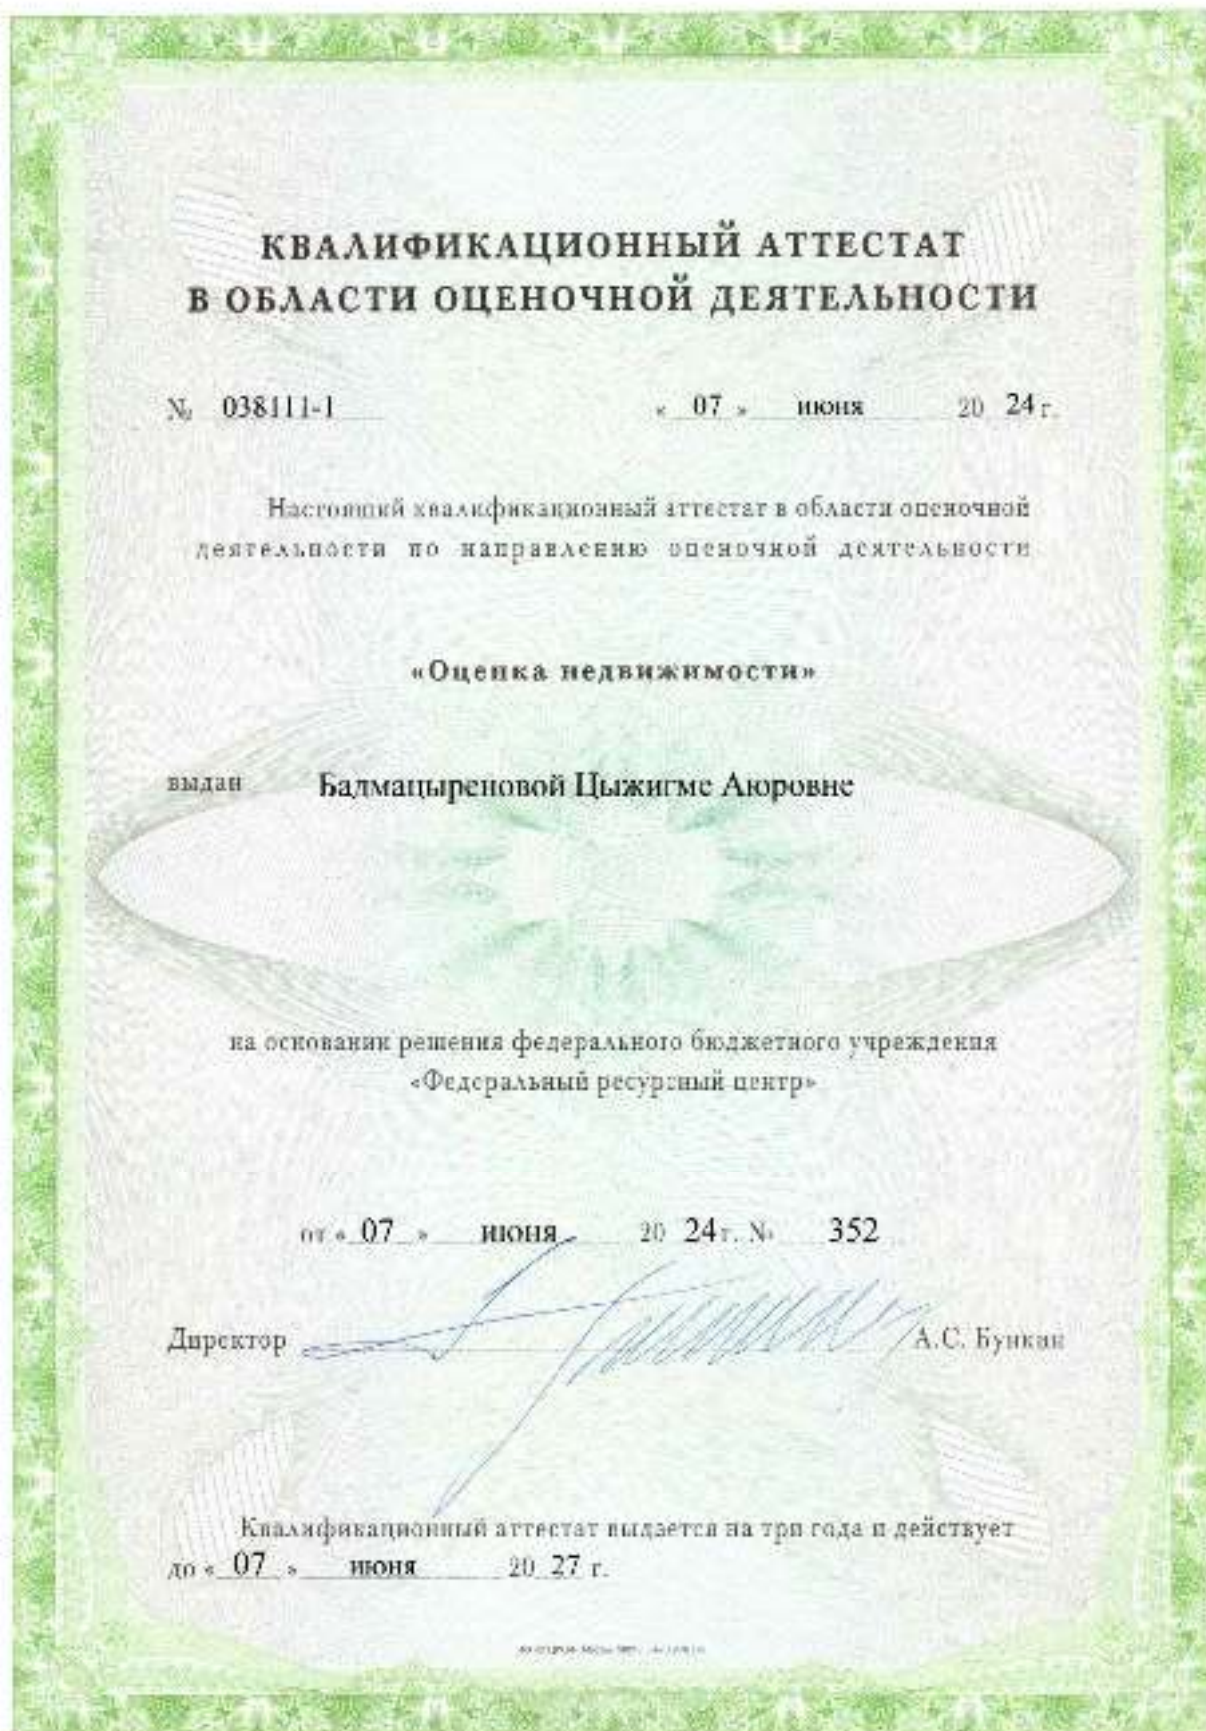 КВАЛИФИКАЦИОННЫЙ АТТЕСТАТ
В ОБЛАСТИ ОЦЕНОЧНОЙ ДЕЯТЕЛЬНОСТИ
№ 038111-1 « 07 » июня 20 24 г.
Настоящий квалификационный аттестат в области оценочной
деятельности по направлению оценочной деятельности
«Оценка недвижимости»
выдан Бадмацыреновой Цыжигме Аюровне
на основании решения федерального бюджетного учреждения
«Федеральный ресурсный центр»
от « 07 » июня 20 24 г. № 352
Директор А.С. Бункин
Квалификационный аттестат выдается на три года и действует
до « 07 » июня 20 27 г.